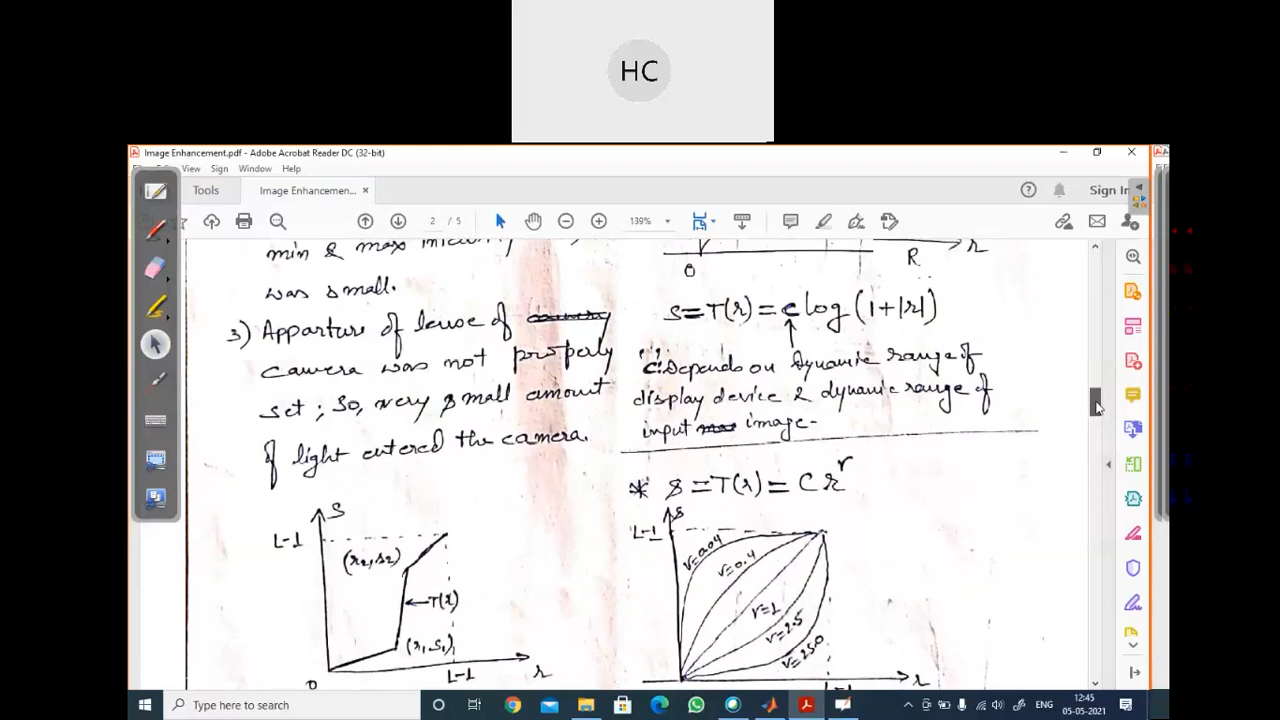 HC
Image Enhancement.pdf - Adobe Acrobat Reader DC (32-bit)
View Sign Window Help
Tools
Image Enhancemen... ×
Sign In
2 / 5
139%
min & max
was small.
3) Apparture of lense of
camera was not properly
set; So, very small amount
of light entered the camera.
S
L-1
(r2, s2)
T(r)
(r1, s1)
0
L-1
r
0
R
r
S = T(r) = c log (1+|r|)
'c': Depends on Dynamic range of
display device & dynamic range of
input image-
* S = T(r) = C r^γ
S
L-1
γ=0.04
γ=0.4
γ=1
γ=2.5
γ=25.0
L-1
r
Type here to search
ENG
12:45
05-05-2021